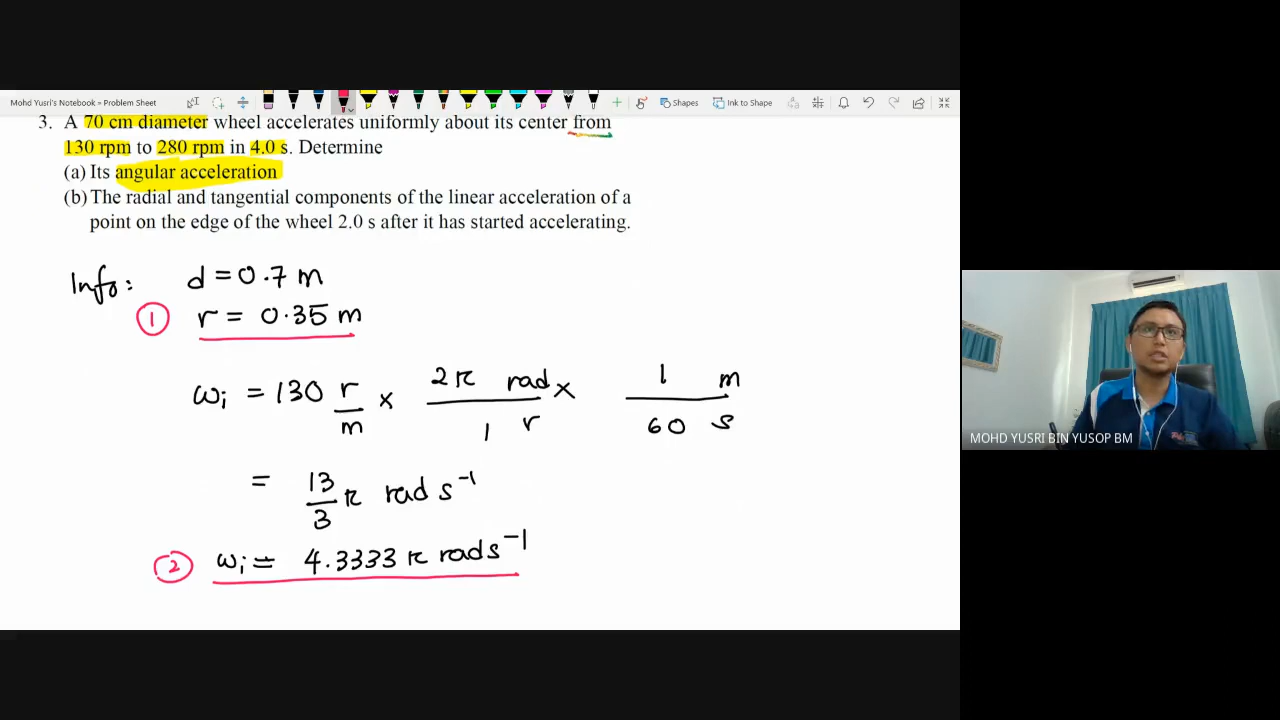 Mohd Yusri's Notebook » Problem Sheet
Shapes
Ink to Shape
3. A 70 cm diameter wheel accelerates uniformly about its center from
130 rpm to 280 rpm in 4.0 s. Determine
(a) Its angular acceleration
(b) The radial and tangential components of the linear acceleration of a
point on the edge of the wheel 2.0 s after it has started accelerating.
Info: d = 0.7 m
① r = 0.35 m
ωi = 130 r/m × 2π rad / 1 r × 1 m / 60 s
= 13/3 π rad s⁻¹
② ωi = 4.3333 π rad s⁻¹
MOHD YUSRI BIN YUSOP BM